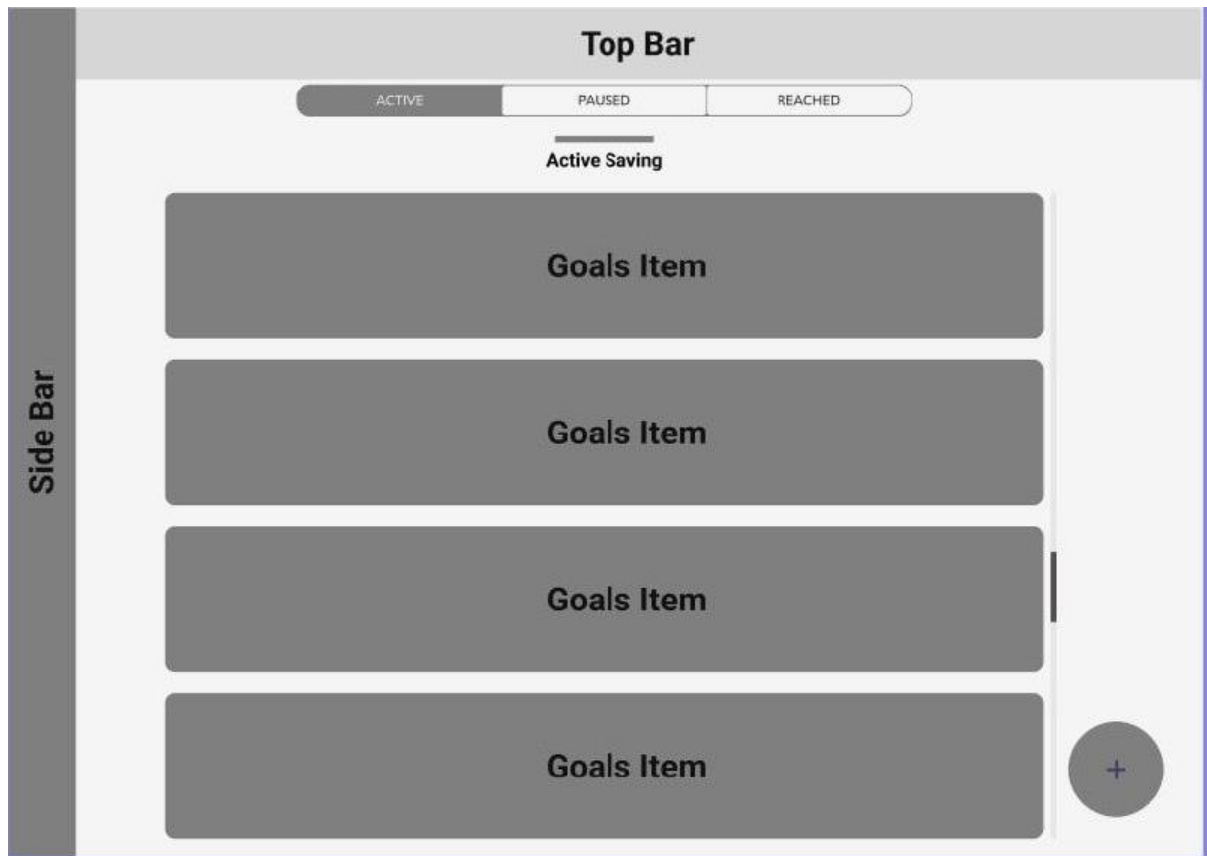 Top Bar
ACTIVE PAUSED REACHED
Active Saving
Side Bar
Goals Item
Goals Item
Goals Item
Goals Item
+